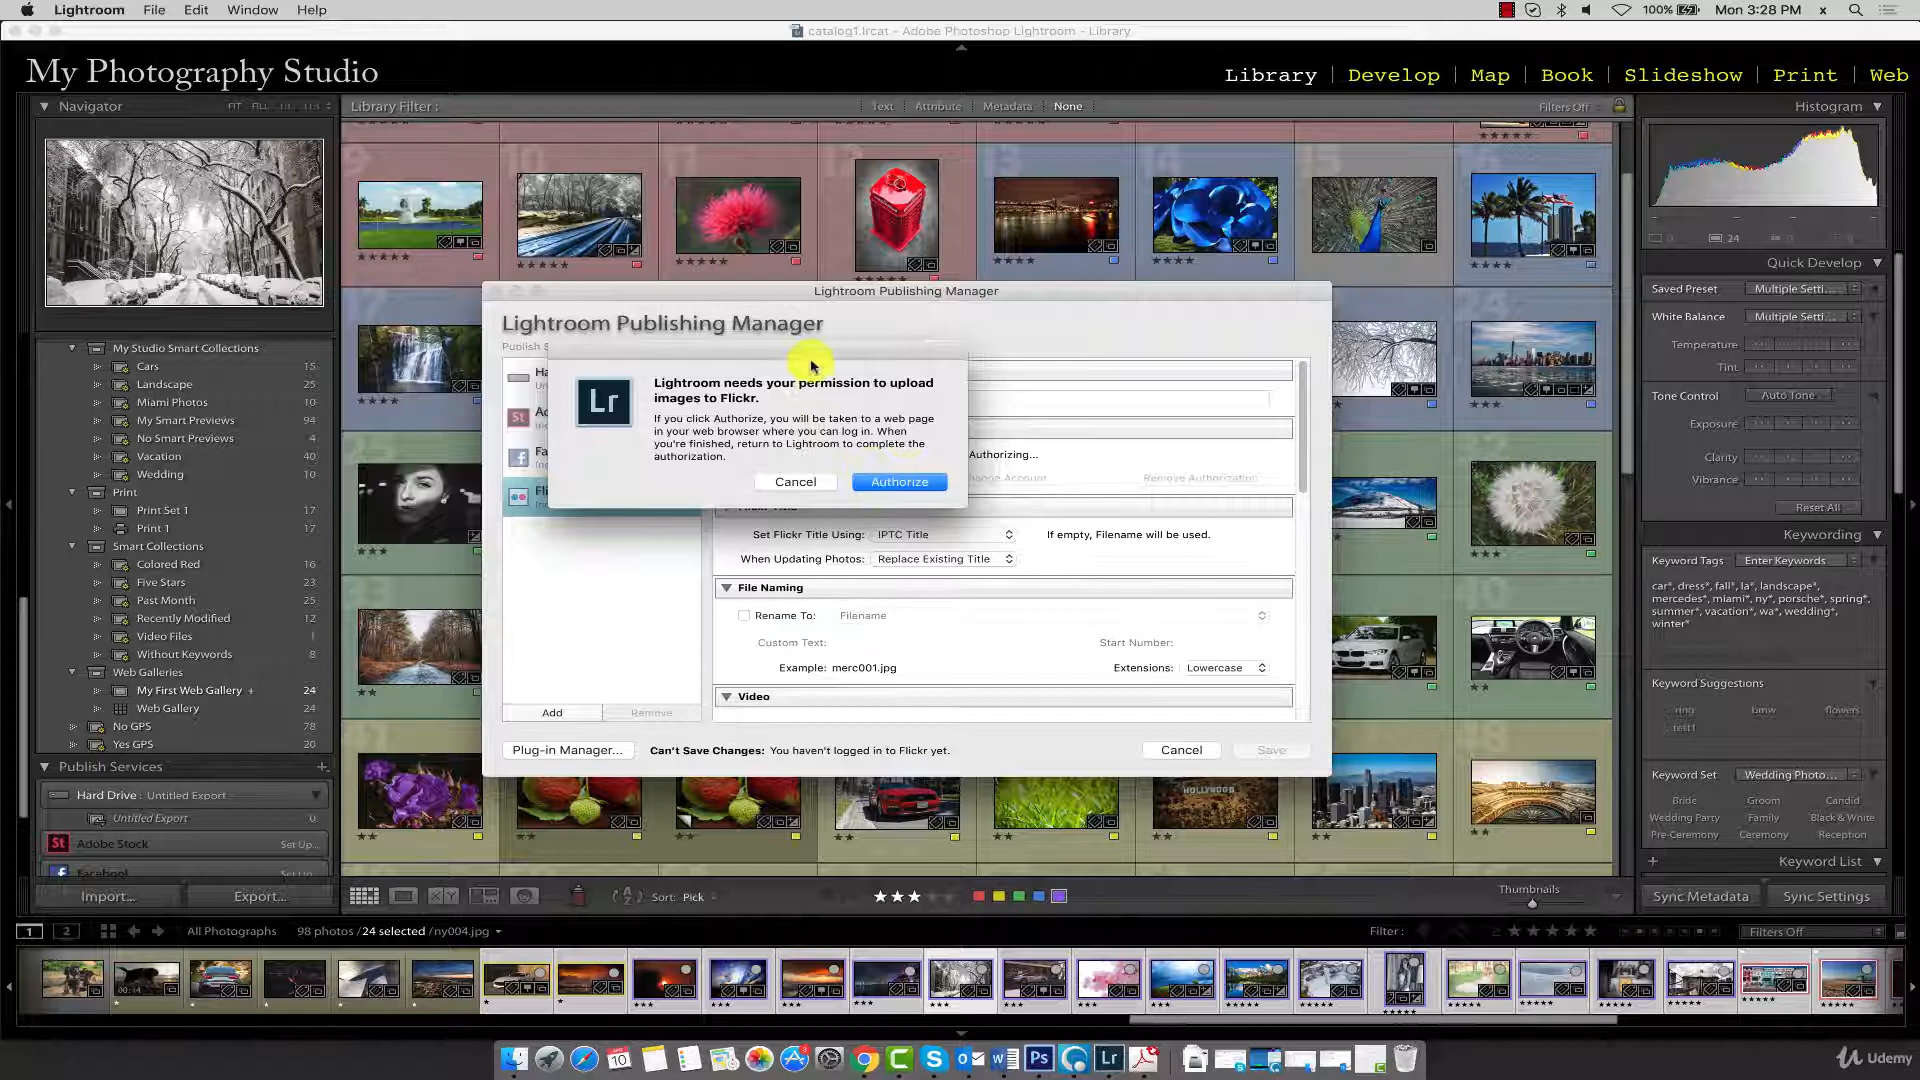 Lightroom File Edit Window Help
100% Mon 3:28 PM
catalog1.lrcat - Adobe Photoshop Lightroom - Library
My Photography Studio
Library | Develop | Map | Book | Slideshow | Print | Web
Navigator
Library Filter :
Text Attribute Metadata None
Filters Off
Histogram
24
Quick Develop
Saved Preset Multiple Setti...
White Balance Multiple Setti...
Temperature
Tint
Tone Control Auto Tone
Exposure
Clarity
Vibrance
Reset All
Keywording
Keyword Tags Enter Keywords
car*, dress*, fall*, la*, landscape*,
mercedes*, miami*, ny*, porsche*, spring*,
summer*, vacation*, wa*, wedding*,
winter*
Keyword Suggestions
ring bmw flowers
test1
Keyword Set Wedding Photo...
Bride Groom Candid
Wedding Party Family Black & White
Pre-Ceremony Ceremony Reception
Keyword List
Sync Metadata Sync Settings
My Studio Smart Collections
Cars 15
Landscape 25
Miami Photos 10
My Smart Previews 94
No Smart Previews 4
Vacation 40
Wedding 10
Print
Print Set 1 17
Print 1 17
Smart Collections
Colored Red 16
Five Stars 23
Past Month 25
Recently Modified 12
Video Files 1
Without Keywords 8
Web Galleries
My First Web Gallery + 24
Web Gallery 24
No GPS 78
Yes GPS 20
Publish Services
Hard Drive : Untitled Export
Untitled Export 0
St Adobe Stock Set Up...
Facebook
Import... Export...
Lightroom Publishing Manager
Lightroom Publishing Manager
Publish S
Lr
Lightroom needs your permission to upload
images to Flickr.
If you click Authorize, you will be taken to a web page
in your web browser where you can log in. When
you're finished, return to Lightroom to complete the
authorization.
Cancel Authorize
Authorizing...
Remove Authorization
Flickr Title
Set Flickr Title Using: IPTC Title If empty, Filename will be used.
When Updating Photos: Replace Existing Title
File Naming
Rename To: Filename
Custom Text: Start Number:
Example: merc001.jpg Extensions: Lowercase
Video
Add Remove
Plug-in Manager... Can't Save Changes: You haven't logged in to Flickr yet. Cancel Save
HOLLYWOOD
Sort: Pick
Thumbnails
1 2 All Photographs 98 photos / 24 selected / ny004.jpg
Filter : Filters Off
00:14
Ps Lr
Udemy